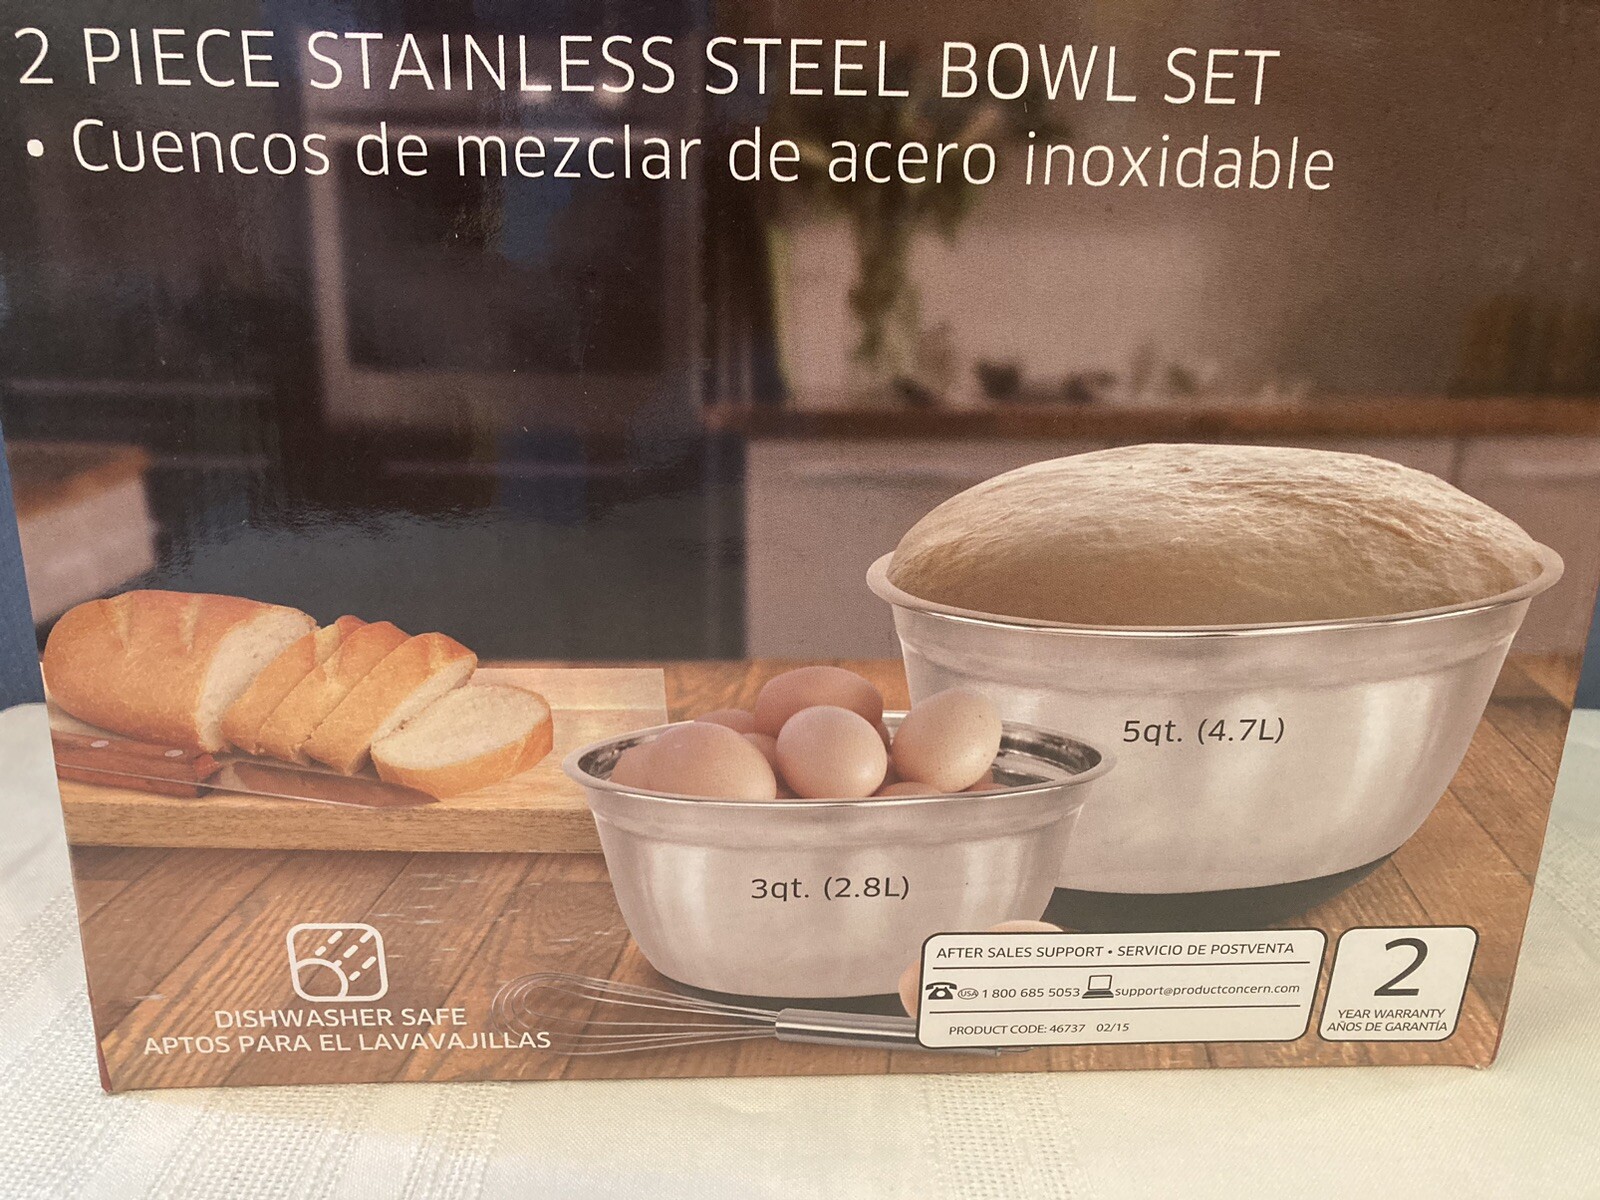 2 PIECE STAINLESS STEEL BOWL SET
• Cuencos de mezclar de acero inoxidable
5qt. (4.7L)
3qt. (2.8L)
DISHWASHER SAFE
APTOS PARA EL LAVAVAJILLAS
AFTER SALES SUPPORT • SERVICIO DE POSTVENTA
USA 1 800 685 5053 support@productconcern.com
PRODUCT CODE: 46737 02/15
2
YEAR WARRANTY
AÑOS DE GARANTÍA